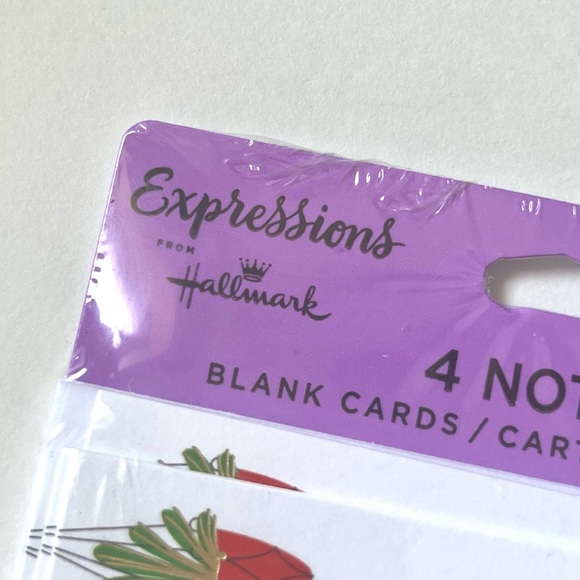 Expressions
FROM
Hallmark
4 NOT
BLANK CARDS / CART